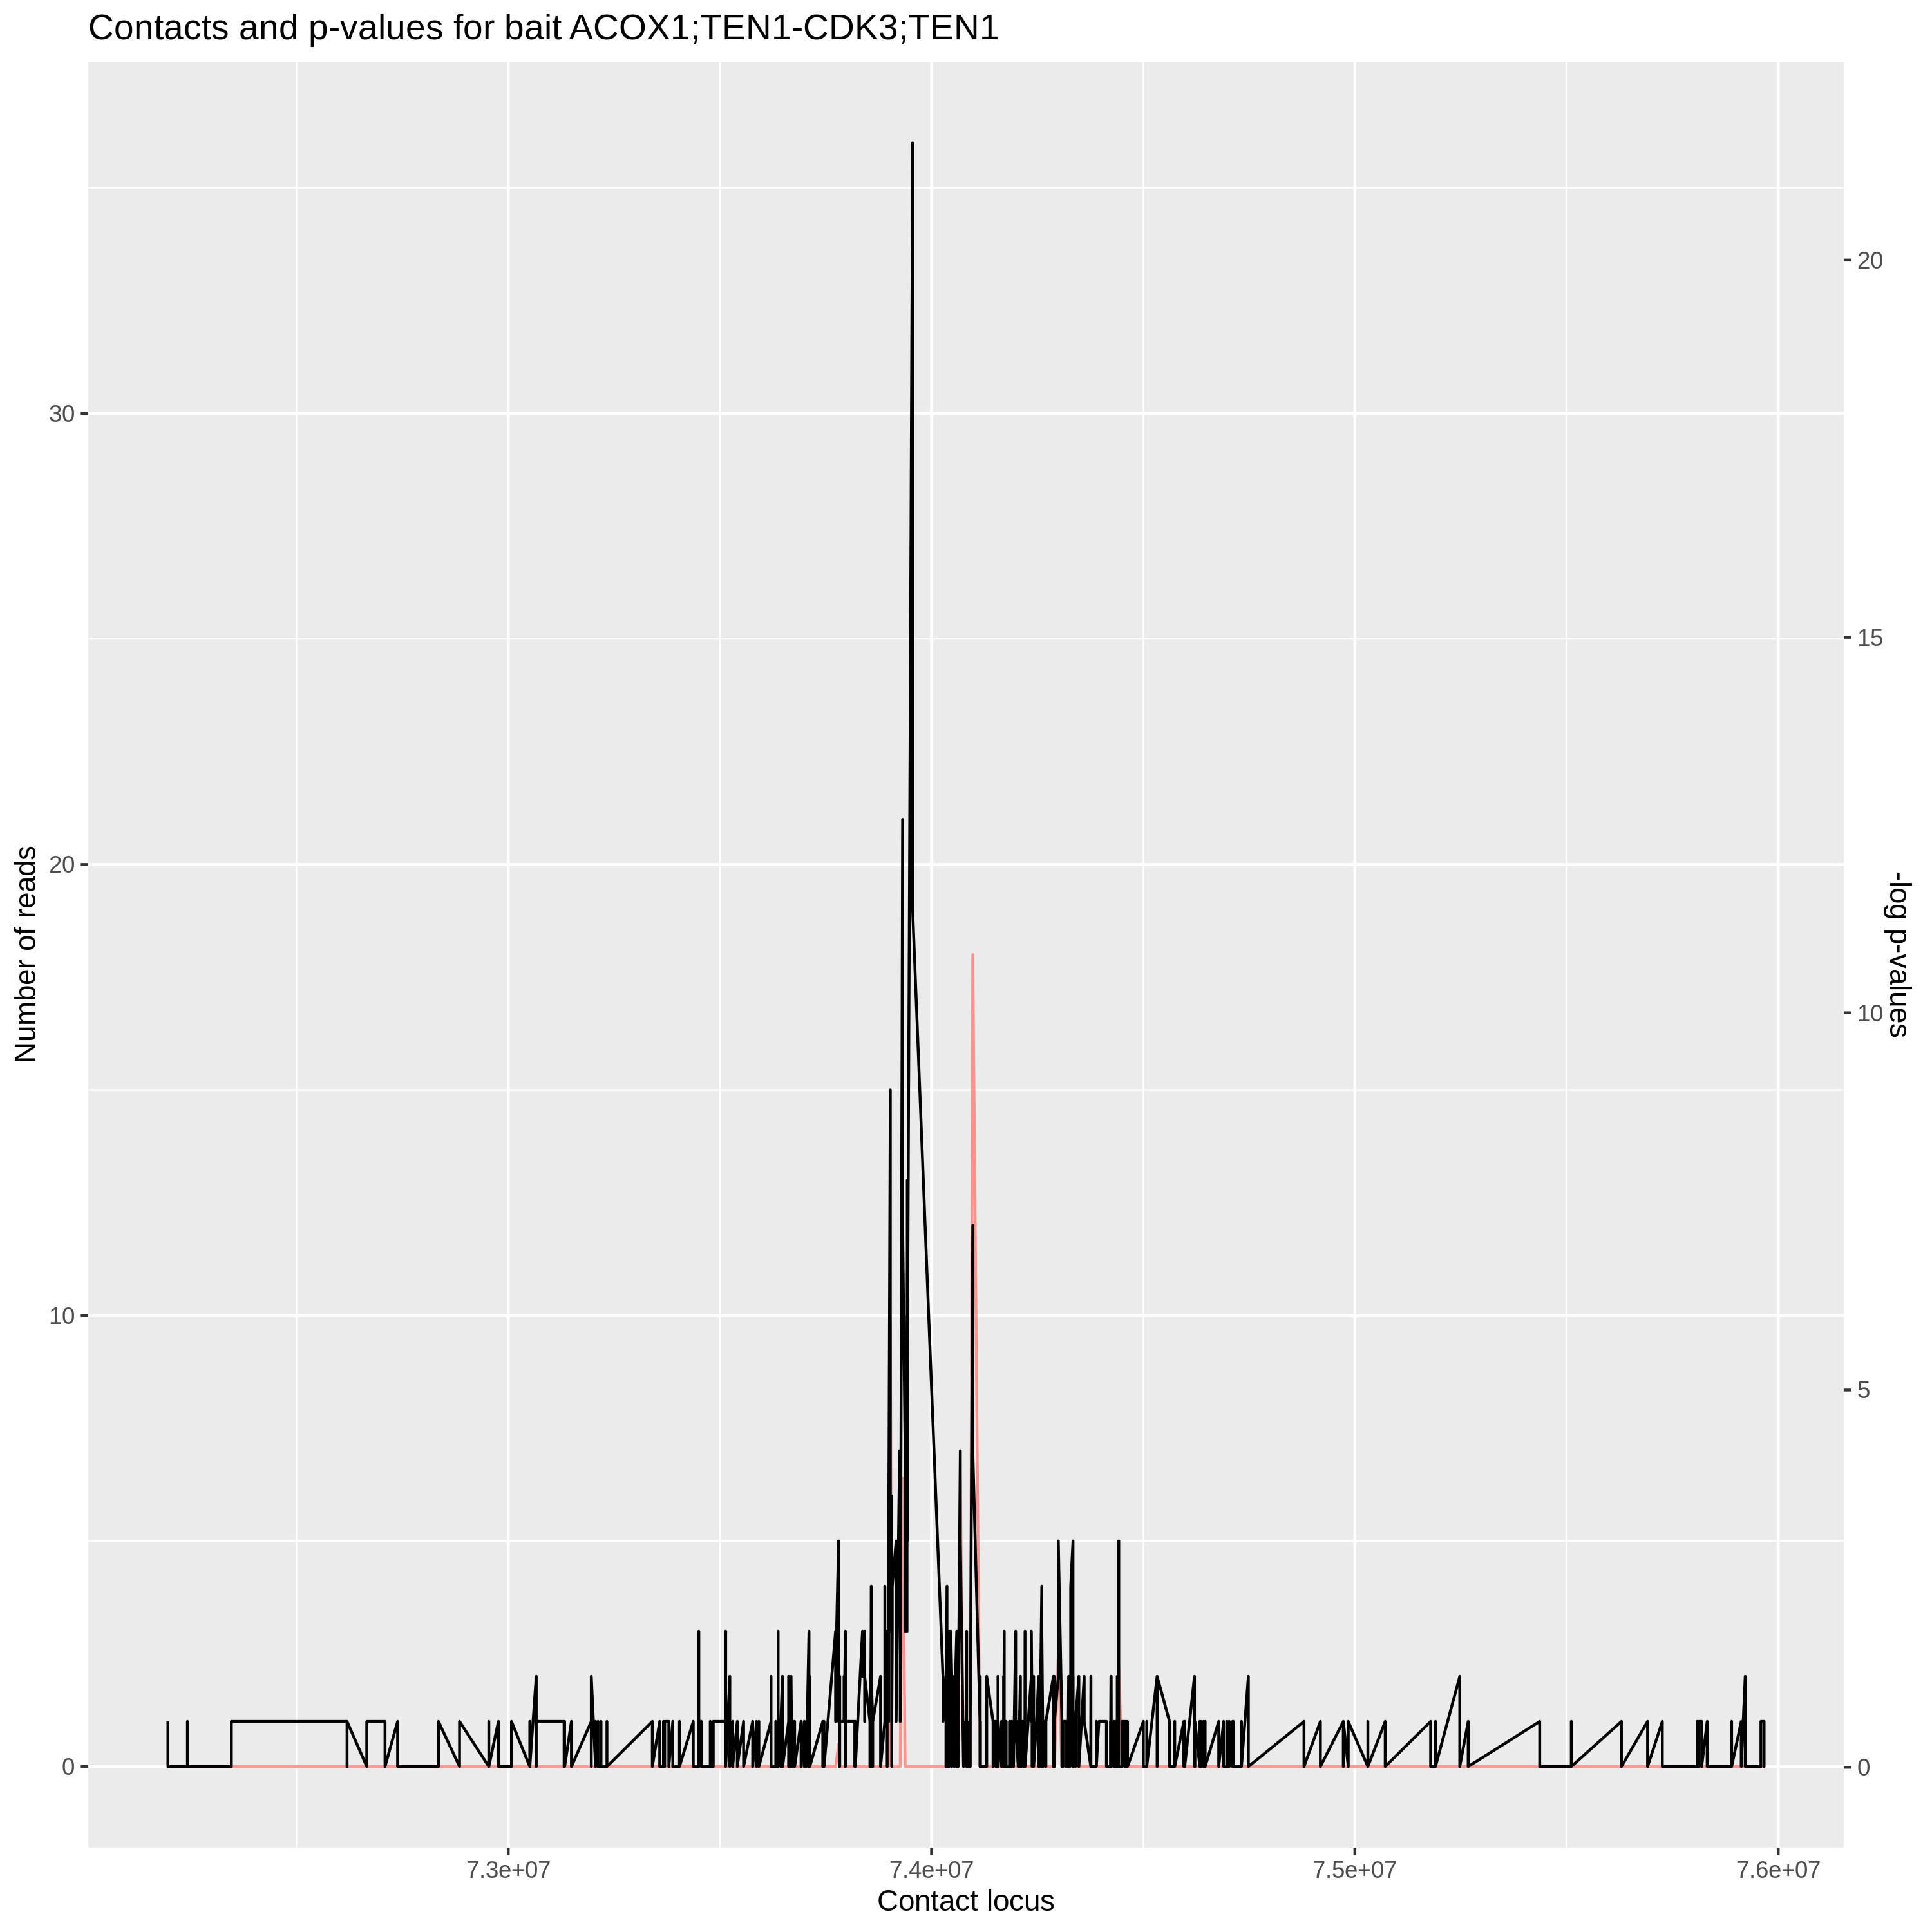 Contacts and p-values for bait ACOX1;TEN1-CDK3;TEN1
Number of reads
30
20
10
0
20
15
10
5
0
-log p-values
7.3e+07 7.4e+07 7.5e+07 7.6e+07
Contact locus